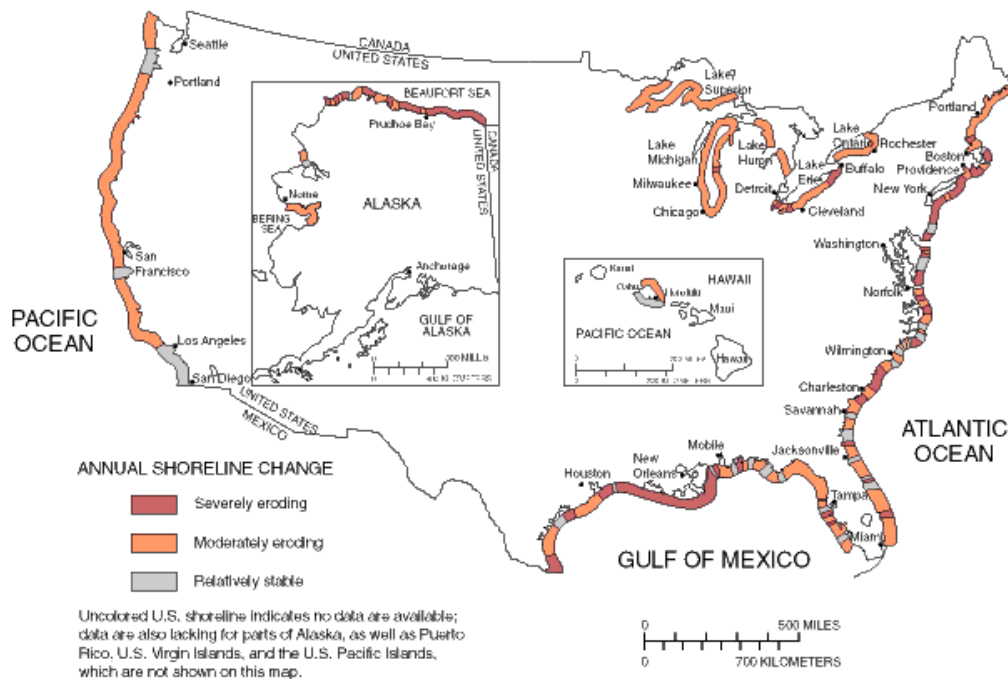 CANADA
UNITED STATES
Seattle
Portland
BEAUFORT SEA
Prudhoe Bay
CANADA
UNITED STATES
Nome
ALASKA
BERING
SEA
Anchorage
GULF OF
ALASKA
Lake
Superior
Lake
Michigan
Lake
Huron
Lake
Ontario
Lake
Erie
Rochester
Buffalo
Portland
Boston
Providence
New York
Milwaukee
Chicago
Detroit
Cleveland
Washington
Norfolk
San
Francisco
PACIFIC
OCEAN
Los Angeles
San Diego
UNITED STATES
MEXICO
Kauai
Oahu
Honolulu
HAWAII
Maui
PACIFIC OCEAN
Hawaii
Wilmington
Charleston
Savannah
Jacksonville
ATLANTIC
OCEAN
Mobile
New
Orleans
Houston
Tampa
Miami
GULF OF MEXICO
ANNUAL SHORELINE CHANGE
Severely eroding
Moderately eroding
Relatively stable
Uncolored U.S. shoreline indicates no data are available;
data are also lacking for parts of Alaska, as well as Puerto
Rico, U.S. Virgin Islands, and the U.S. Pacific Islands,
which are not shown on this map.
0 500 MILES
0 700 KILOMETERS